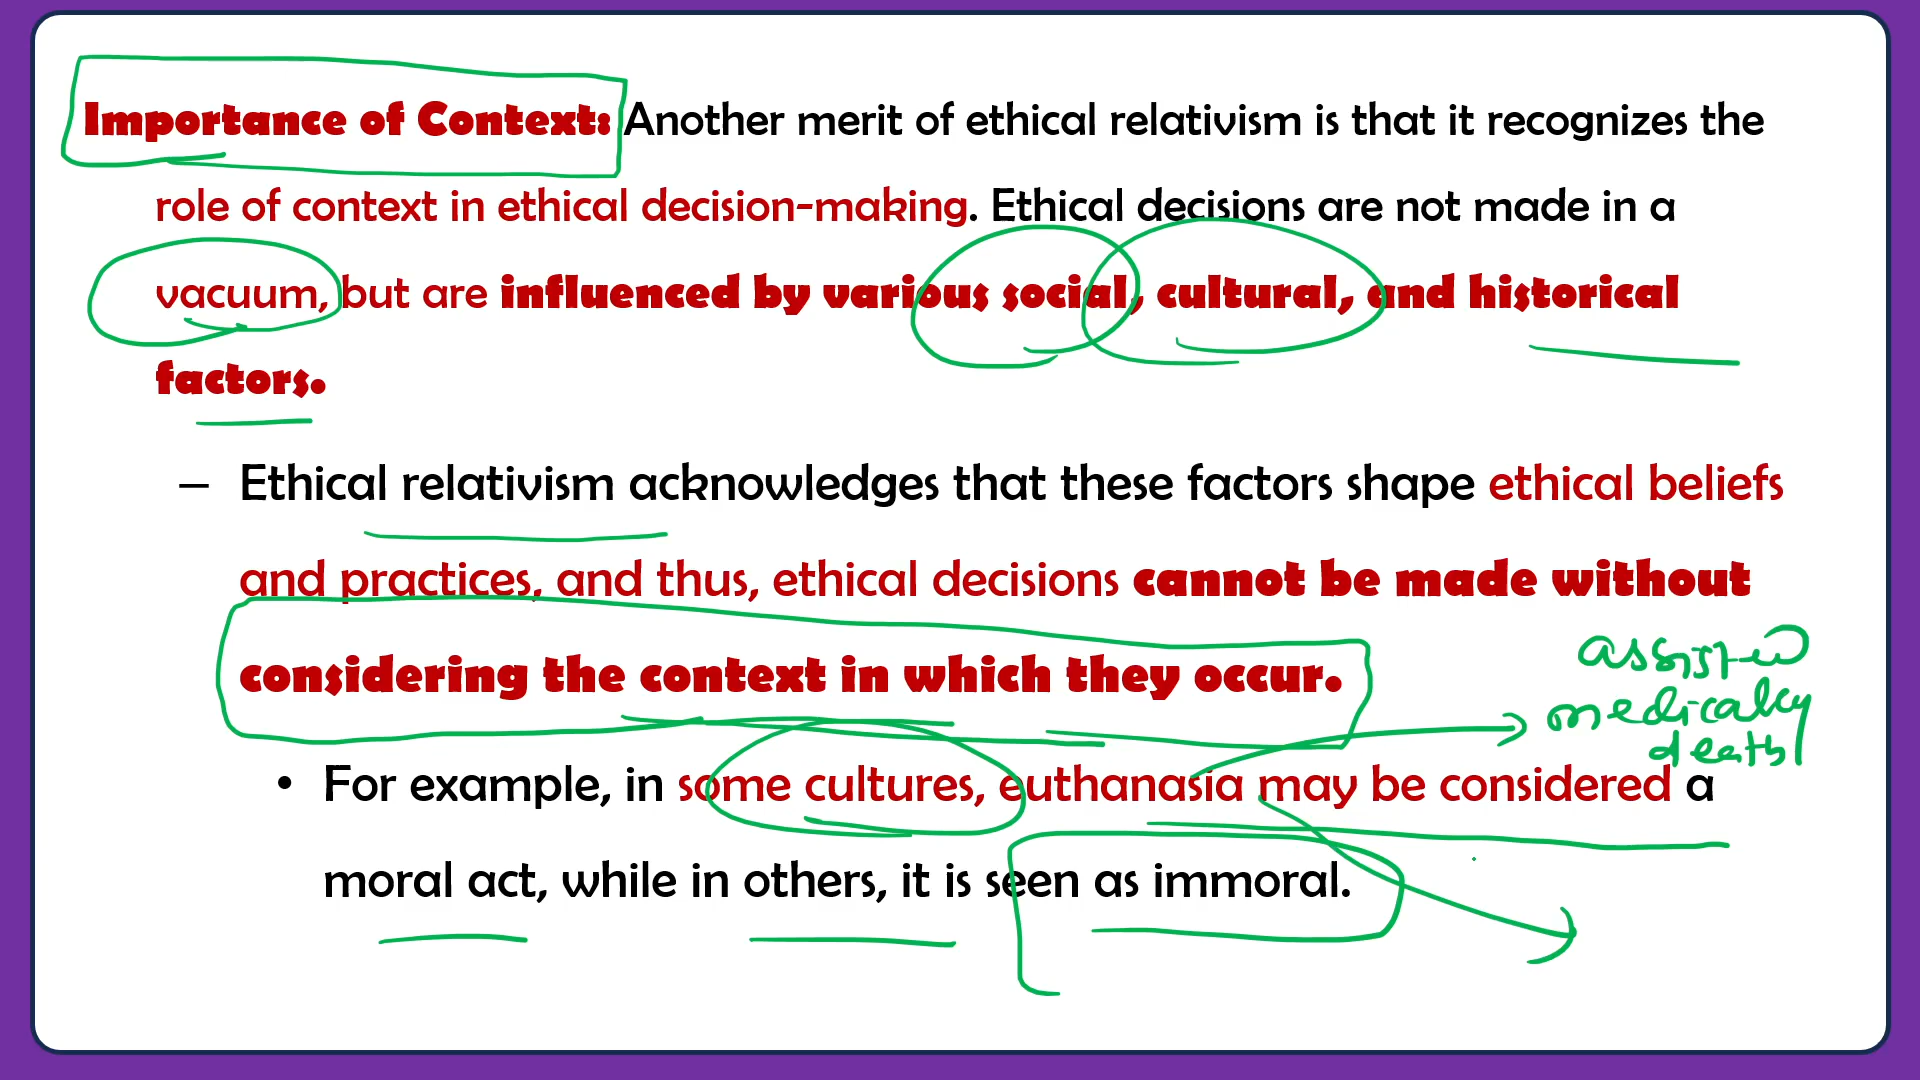 Importance of Context: Another merit of ethical relativism is that it recognizes the
role of context in ethical decision-making. Ethical decisions are not made in a
vacuum, but are influenced by various social, cultural, and historical
factors.
– Ethical relativism acknowledges that these factors shape ethical beliefs
and practices, and thus, ethical decisions cannot be made without
considering the context in which they occur.
assisted
medically
death
• For example, in some cultures, euthanasia may be considered a
moral act, while in others, it is seen as immoral.